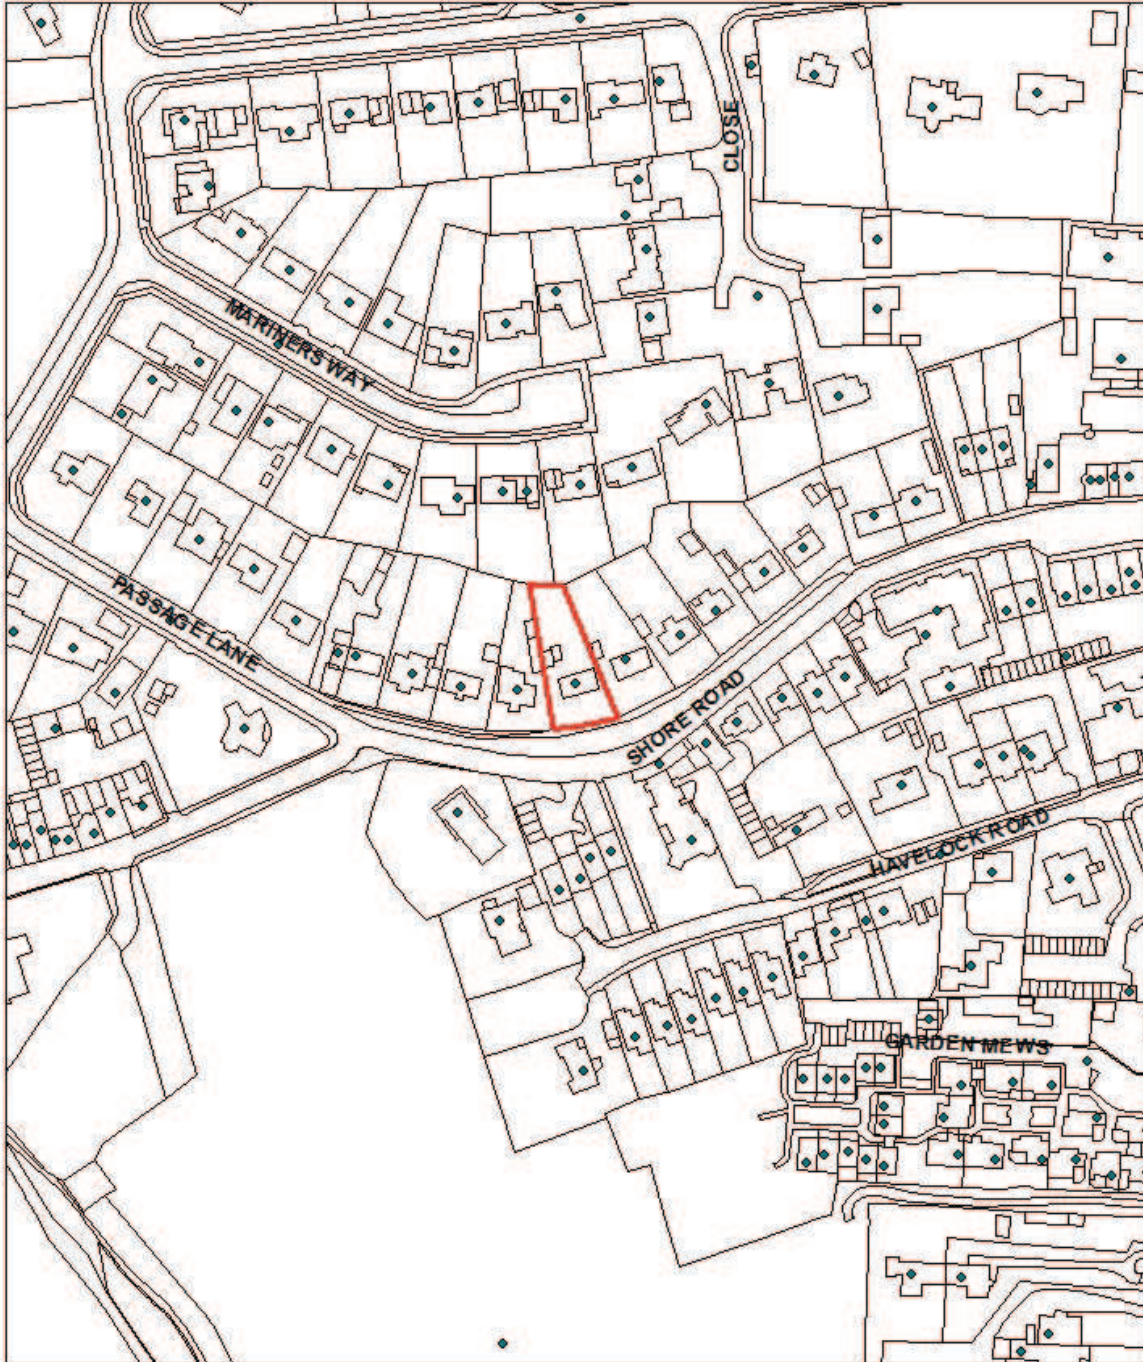 CLOSE
MARINERS WAY
PASSAGE LANE
SHORE ROAD
HAVELOCK ROAD
GARDEN MEWS